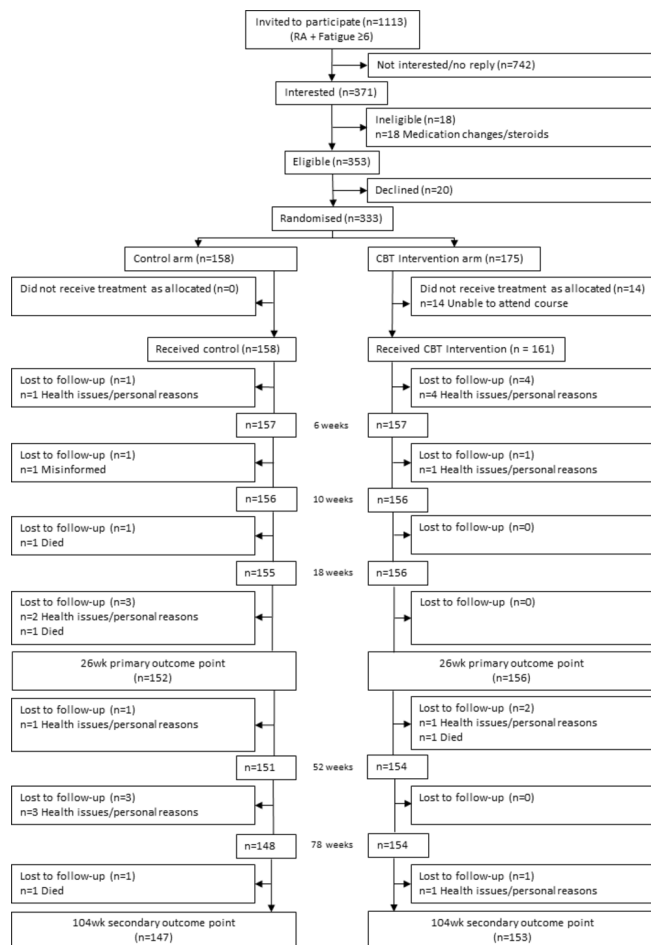 Invited to participate (n=1113)
(RA + Fatigue ≥6)
Not interested/no reply (n=742)
Interested (n=371)
Ineligible (n=18)
n=18 Medication changes/steroids
Eligible (n=353)
Declined (n=20)
Randomised (n=333)
Control arm (n=158)
CBT Intervention arm (n=175)
Did not receive treatment as allocated (n=0)
Did not receive treatment as allocated (n=14)
n=14 Unable to attend course
Received control (n=158)
Received CBT Intervention (n = 161)
Lost to follow-up (n=1)
n=1 Health issues/personal reasons
Lost to follow-up (n=4)
n=4 Health issues/personal reasons
n=157
6 weeks
n=157
Lost to follow-up (n=1)
n=1 Misinformed
Lost to follow-up (n=1)
n=1 Health issues/personal reasons
n=156
10 weeks
n=156
Lost to follow-up (n=1)
n=1 Died
Lost to follow-up (n=0)
n=155
18 weeks
n=156
Lost to follow-up (n=3)
n=2 Health issues/personal reasons
n=1 Died
Lost to follow-up (n=0)
26wk primary outcome point
(n=152)
26wk primary outcome point
(n=156)
Lost to follow-up (n=1)
n=1 Health issues/personal reasons
Lost to follow-up (n=2)
n=1 Health issues/personal reasons
n=1 Died
n=151
52 weeks
n=154
Lost to follow-up (n=3)
n=3 Health issues/personal reasons
Lost to follow-up (n=0)
n=148
78 weeks
n=154
Lost to follow-up (n=1)
n=1 Died
Lost to follow-up (n=1)
n=1 Health issues/personal reasons
104wk secondary outcome point
(n=147)
104wk secondary outcome point
(n=153)